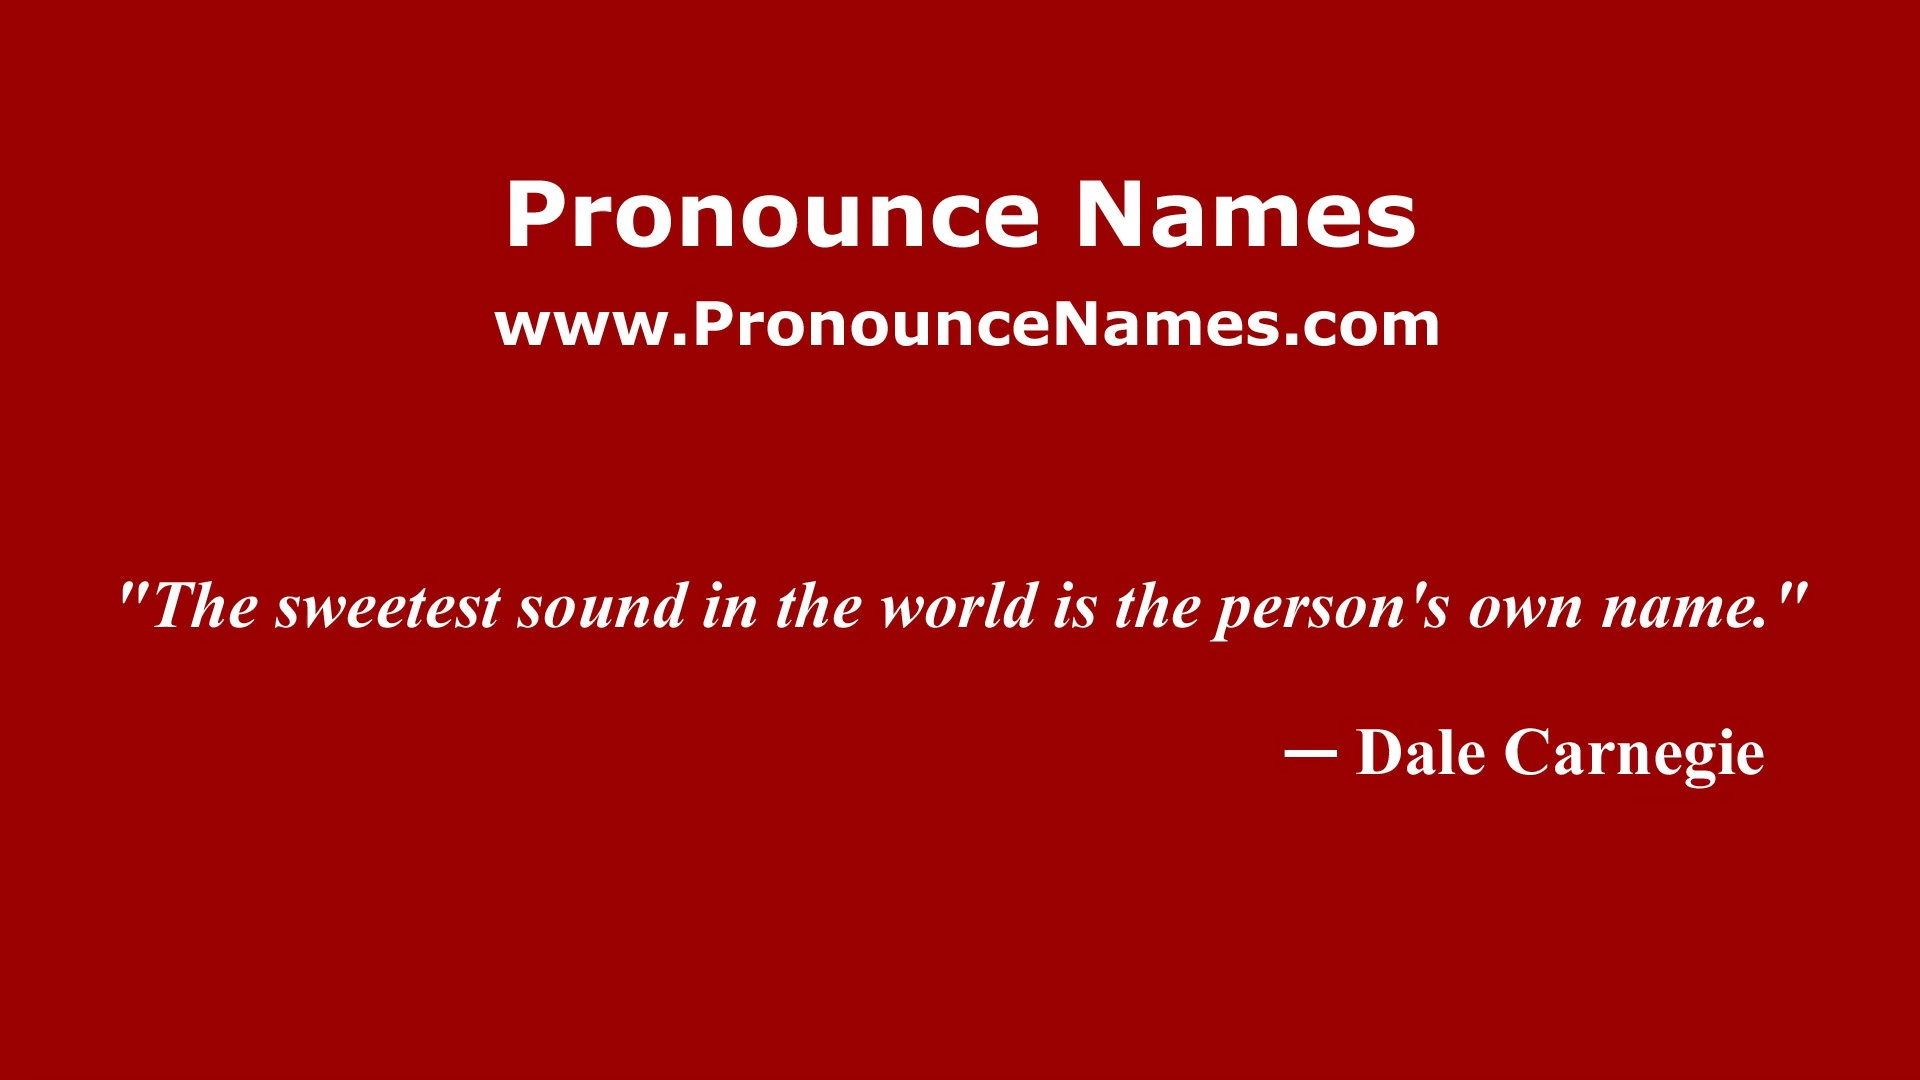 Pronounce Names
www.PronounceNames.com
"The sweetest sound in the world is the person's own name."
— Dale Carnegie